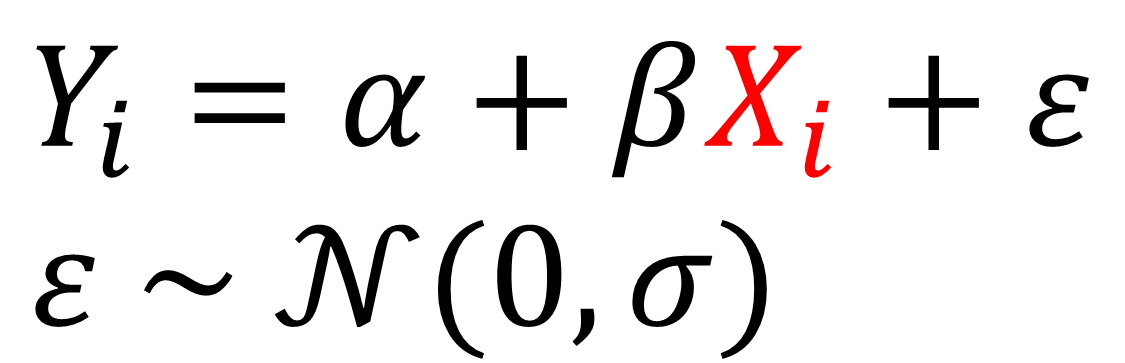 Yᵢ = α + βXᵢ + ε
ε ~ 𝒩(0, σ)